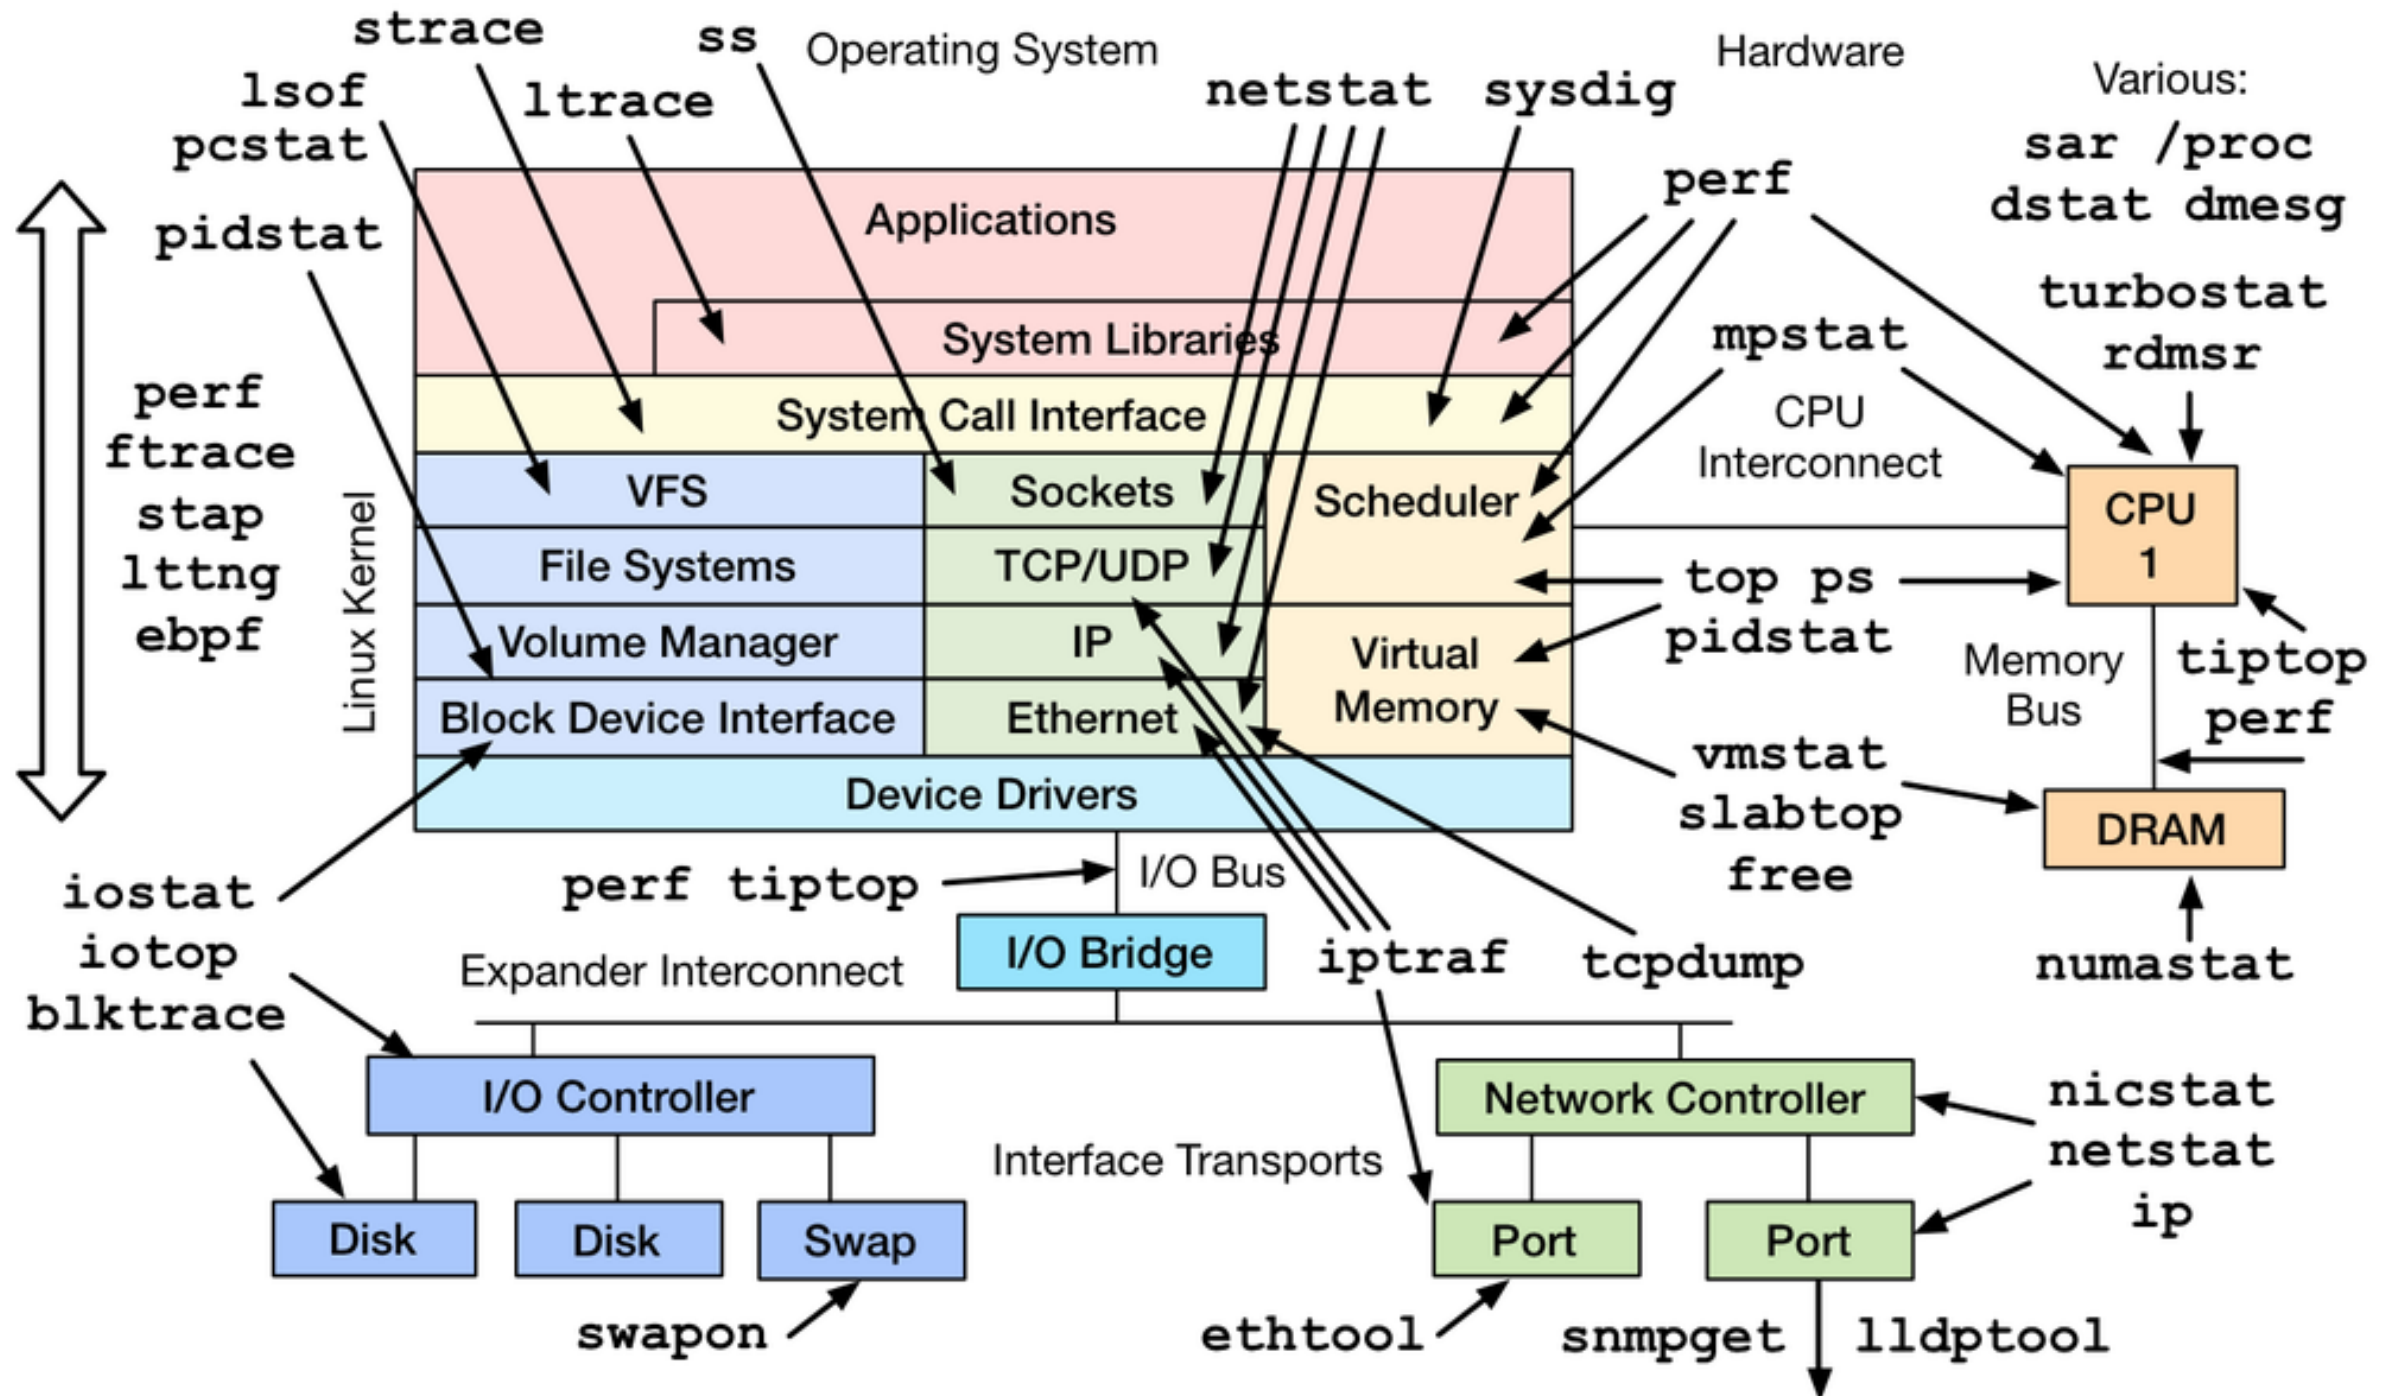 strace
ss
Operating System
Hardware
lsof
ltrace
netstat
sysdig
Various:
pcstat
sar /proc
perf
dstat dmesg
pidstat
Applications
turbostat
System Libraries
mpstat
rdmsr
perf
System Call Interface
CPU
Interconnect
ftrace
VFS
Sockets
Scheduler
CPU
1
stap
File Systems
TCP/UDP
top ps
lttng
Linux Kernel
Volume Manager
IP
Virtual
Memory
pidstat
Memory
Bus
tiptop
perf
ebpf
Block Device Interface
Ethernet
vmstat
Device Drivers
slabtop
DRAM
free
iostat
perf tiptop
I/O Bus
iotop
Expander Interconnect
I/O Bridge
iptraf
tcpdump
numastat
blktrace
I/O Controller
Network Controller
nicstat
Interface Transports
netstat
ip
Disk
Disk
Swap
Port
Port
swapon
ethtool
snmpget
lldptool